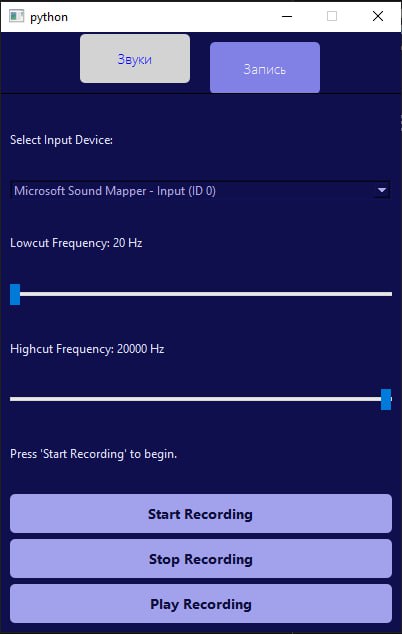 python
Звуки
Запись
Select Input Device:
Microsoft Sound Mapper - Input (ID 0)
Lowcut Frequency: 20 Hz
Highcut Frequency: 20000 Hz
Press 'Start Recording' to begin.
Start Recording
Stop Recording
Play Recording